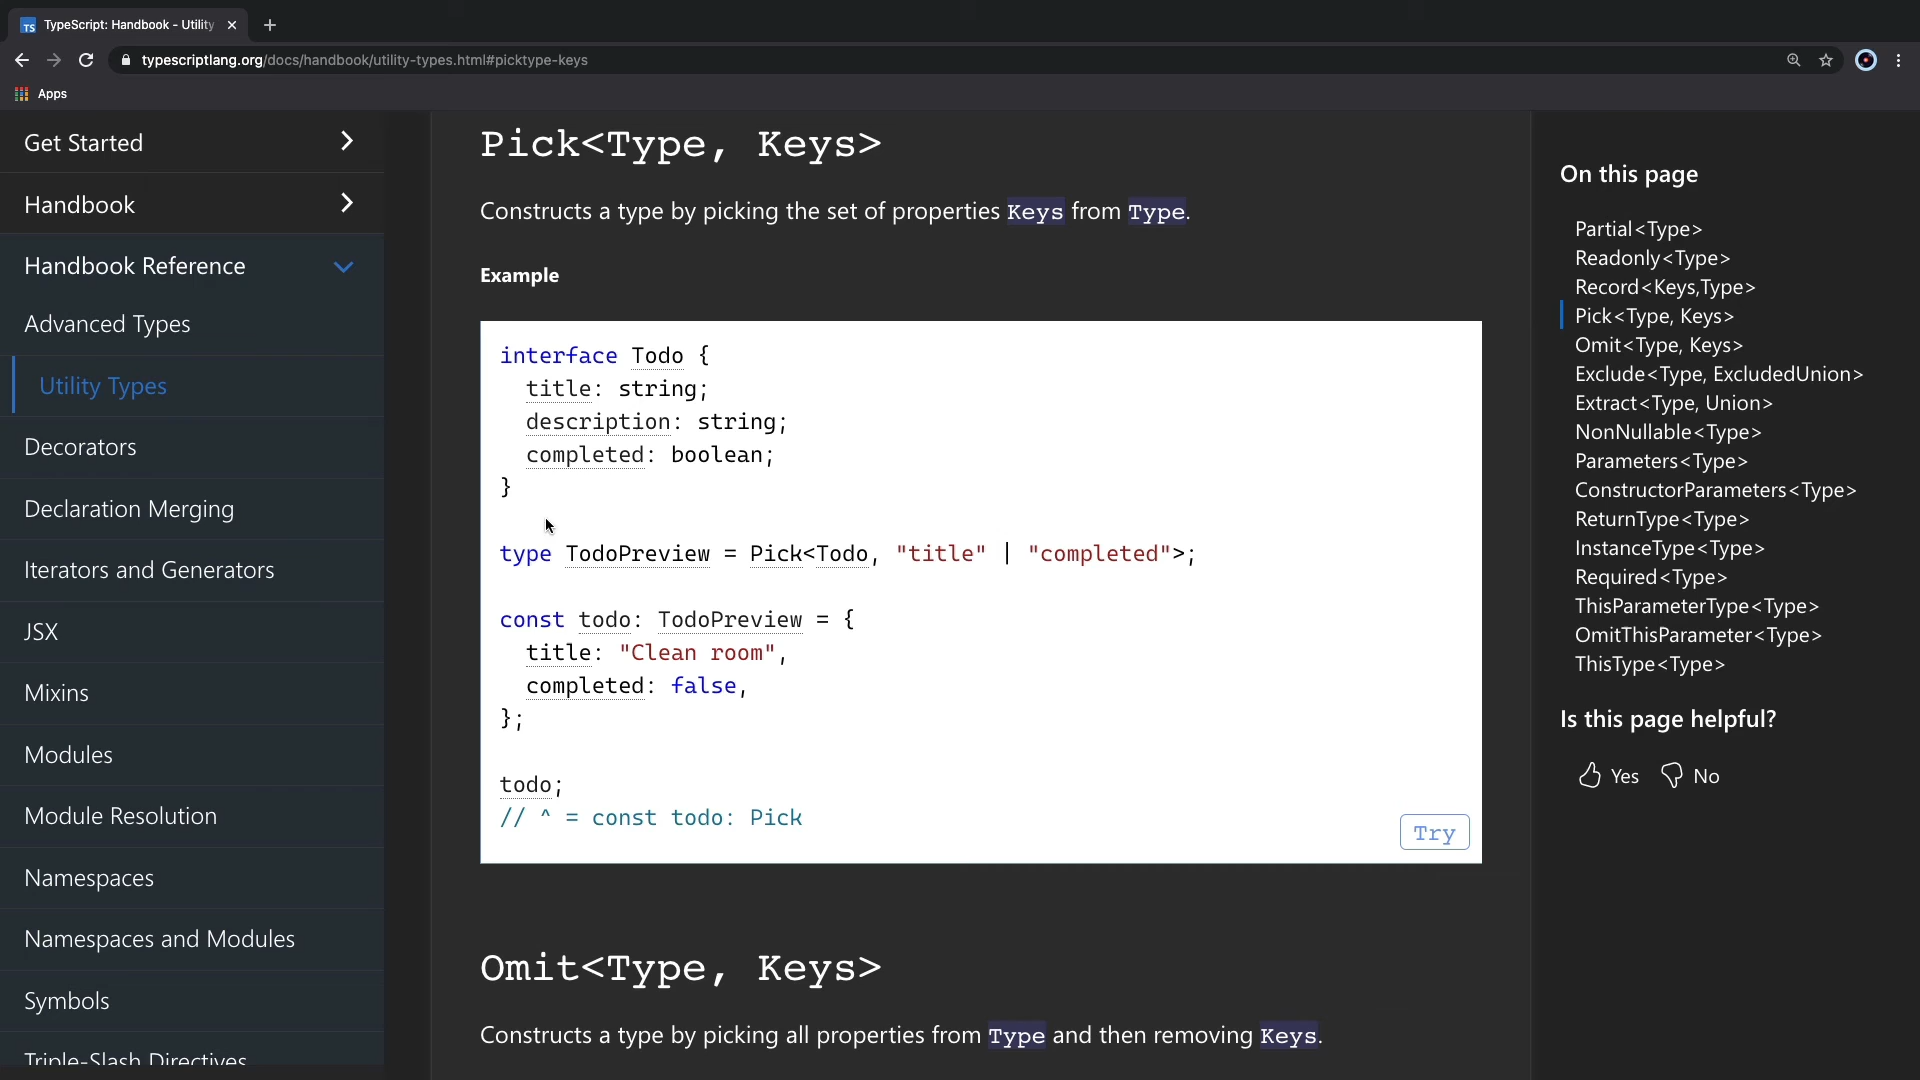 TypeScript: Handbook - Utility
typescriptlang.org/docs/handbook/utility-types.html#picktype-keys
Apps
Get Started
Handbook
Handbook Reference
Advanced Types
Utility Types
Decorators
Declaration Merging
Iterators and Generators
JSX
Mixins
Modules
Module Resolution
Namespaces
Namespaces and Modules
Symbols
Triple-Slash Directives
Pick<Type, Keys>
Constructs a type by picking the set of properties Keys from Type.
Example
interface Todo {
  title: string;
  description: string;
  completed: boolean;
}
type TodoPreview = Pick<Todo, "title" | "completed">;
const todo: TodoPreview = {
  title: "Clean room",
  completed: false,
};
todo;
// ^ = const todo: Pick
Try
Omit<Type, Keys>
Constructs a type by picking all properties from Type and then removing Keys.
On this page
Partial<Type>
Readonly<Type>
Record<Keys,Type>
Pick<Type, Keys>
Omit<Type, Keys>
Exclude<Type, ExcludedUnion>
Extract<Type, Union>
NonNullable<Type>
Parameters<Type>
ConstructorParameters<Type>
ReturnType<Type>
InstanceType<Type>
Required<Type>
ThisParameterType<Type>
OmitThisParameter<Type>
ThisType<Type>
Is this page helpful?
Yes No